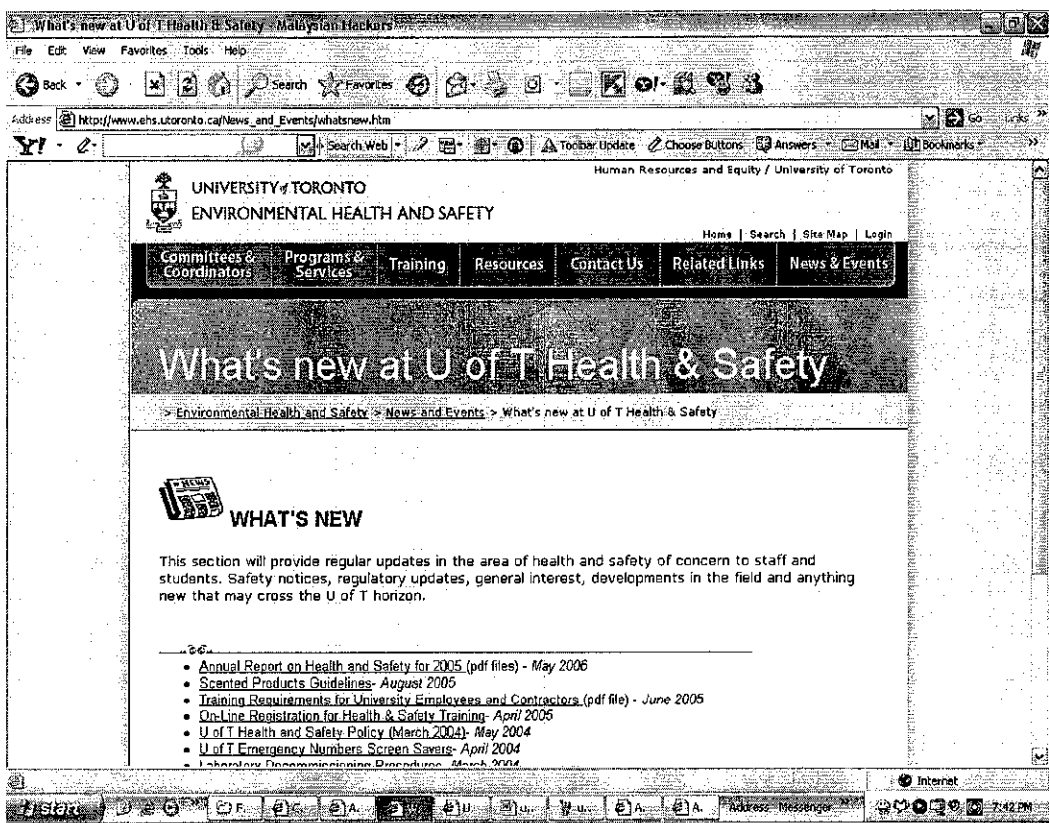 What's new at U of T Health & Safety - Malaysian Hackers
File Edit View Favorites Tools Help
Back Search Favorites
Address http://www.ehs.utoronto.ca/News_and_Events/whatsnew.htm Go Links »
Y! Search Web Toolbar Update Choose Buttons Answers Mail Bookmarks »
Human Resources and Equity / University of Toronto
UNIVERSITY of TORONTO
ENVIRONMENTAL HEALTH AND SAFETY
Home | Search | Site Map | Login
Committees & Coordinators Programs & Services Training Resources Contact Us Related Links News & Events
What's new at U of T Health & Safety
> Environmental Health and Safety > News and Events > What's new at U of T Health & Safety
NEWS
WHAT'S NEW
This section will provide regular updates in the area of health and safety of concern to staff and
students. Safety notices, regulatory updates, general interest, developments in the field and anything
new that may cross the U of T horizon.
• Annual Report on Health and Safety for 2005 (pdf files) - May 2006
• Scented Products Guidelines- August 2005
• Training Requirements for University Employees and Contractors (pdf file) - June 2005
• On-Line Registration for Health & Safety Training- April 2005
• U of T Health and Safety Policy (March 2004)- May 2004
• U of T Emergency Numbers Screen Savers- April 2004
• Laboratory Decommissioning Procedures- March 2004
Internet
start F. C. A. U u.. u.. A. A. Address Messenger » 7:42 PM